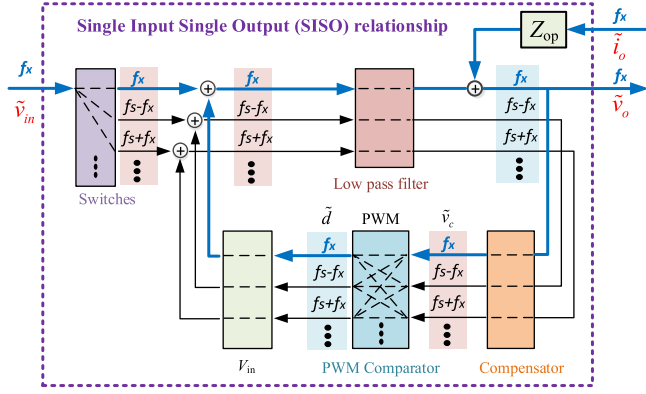 Single Input Single Output (SISO) relationship
Zop
fx
ĩo
fx
ṽin
fx
fs-fx
fs+fx
fx
fs-fx
fs+fx
fx
fs-fx
fs+fx
fx
ṽo
Switches
Low pass filter
d̃
PWM
ṽc
fx
fs-fx
fs+fx
fx
fs-fx
fs+fx
Vin
PWM Comparator
Compensator